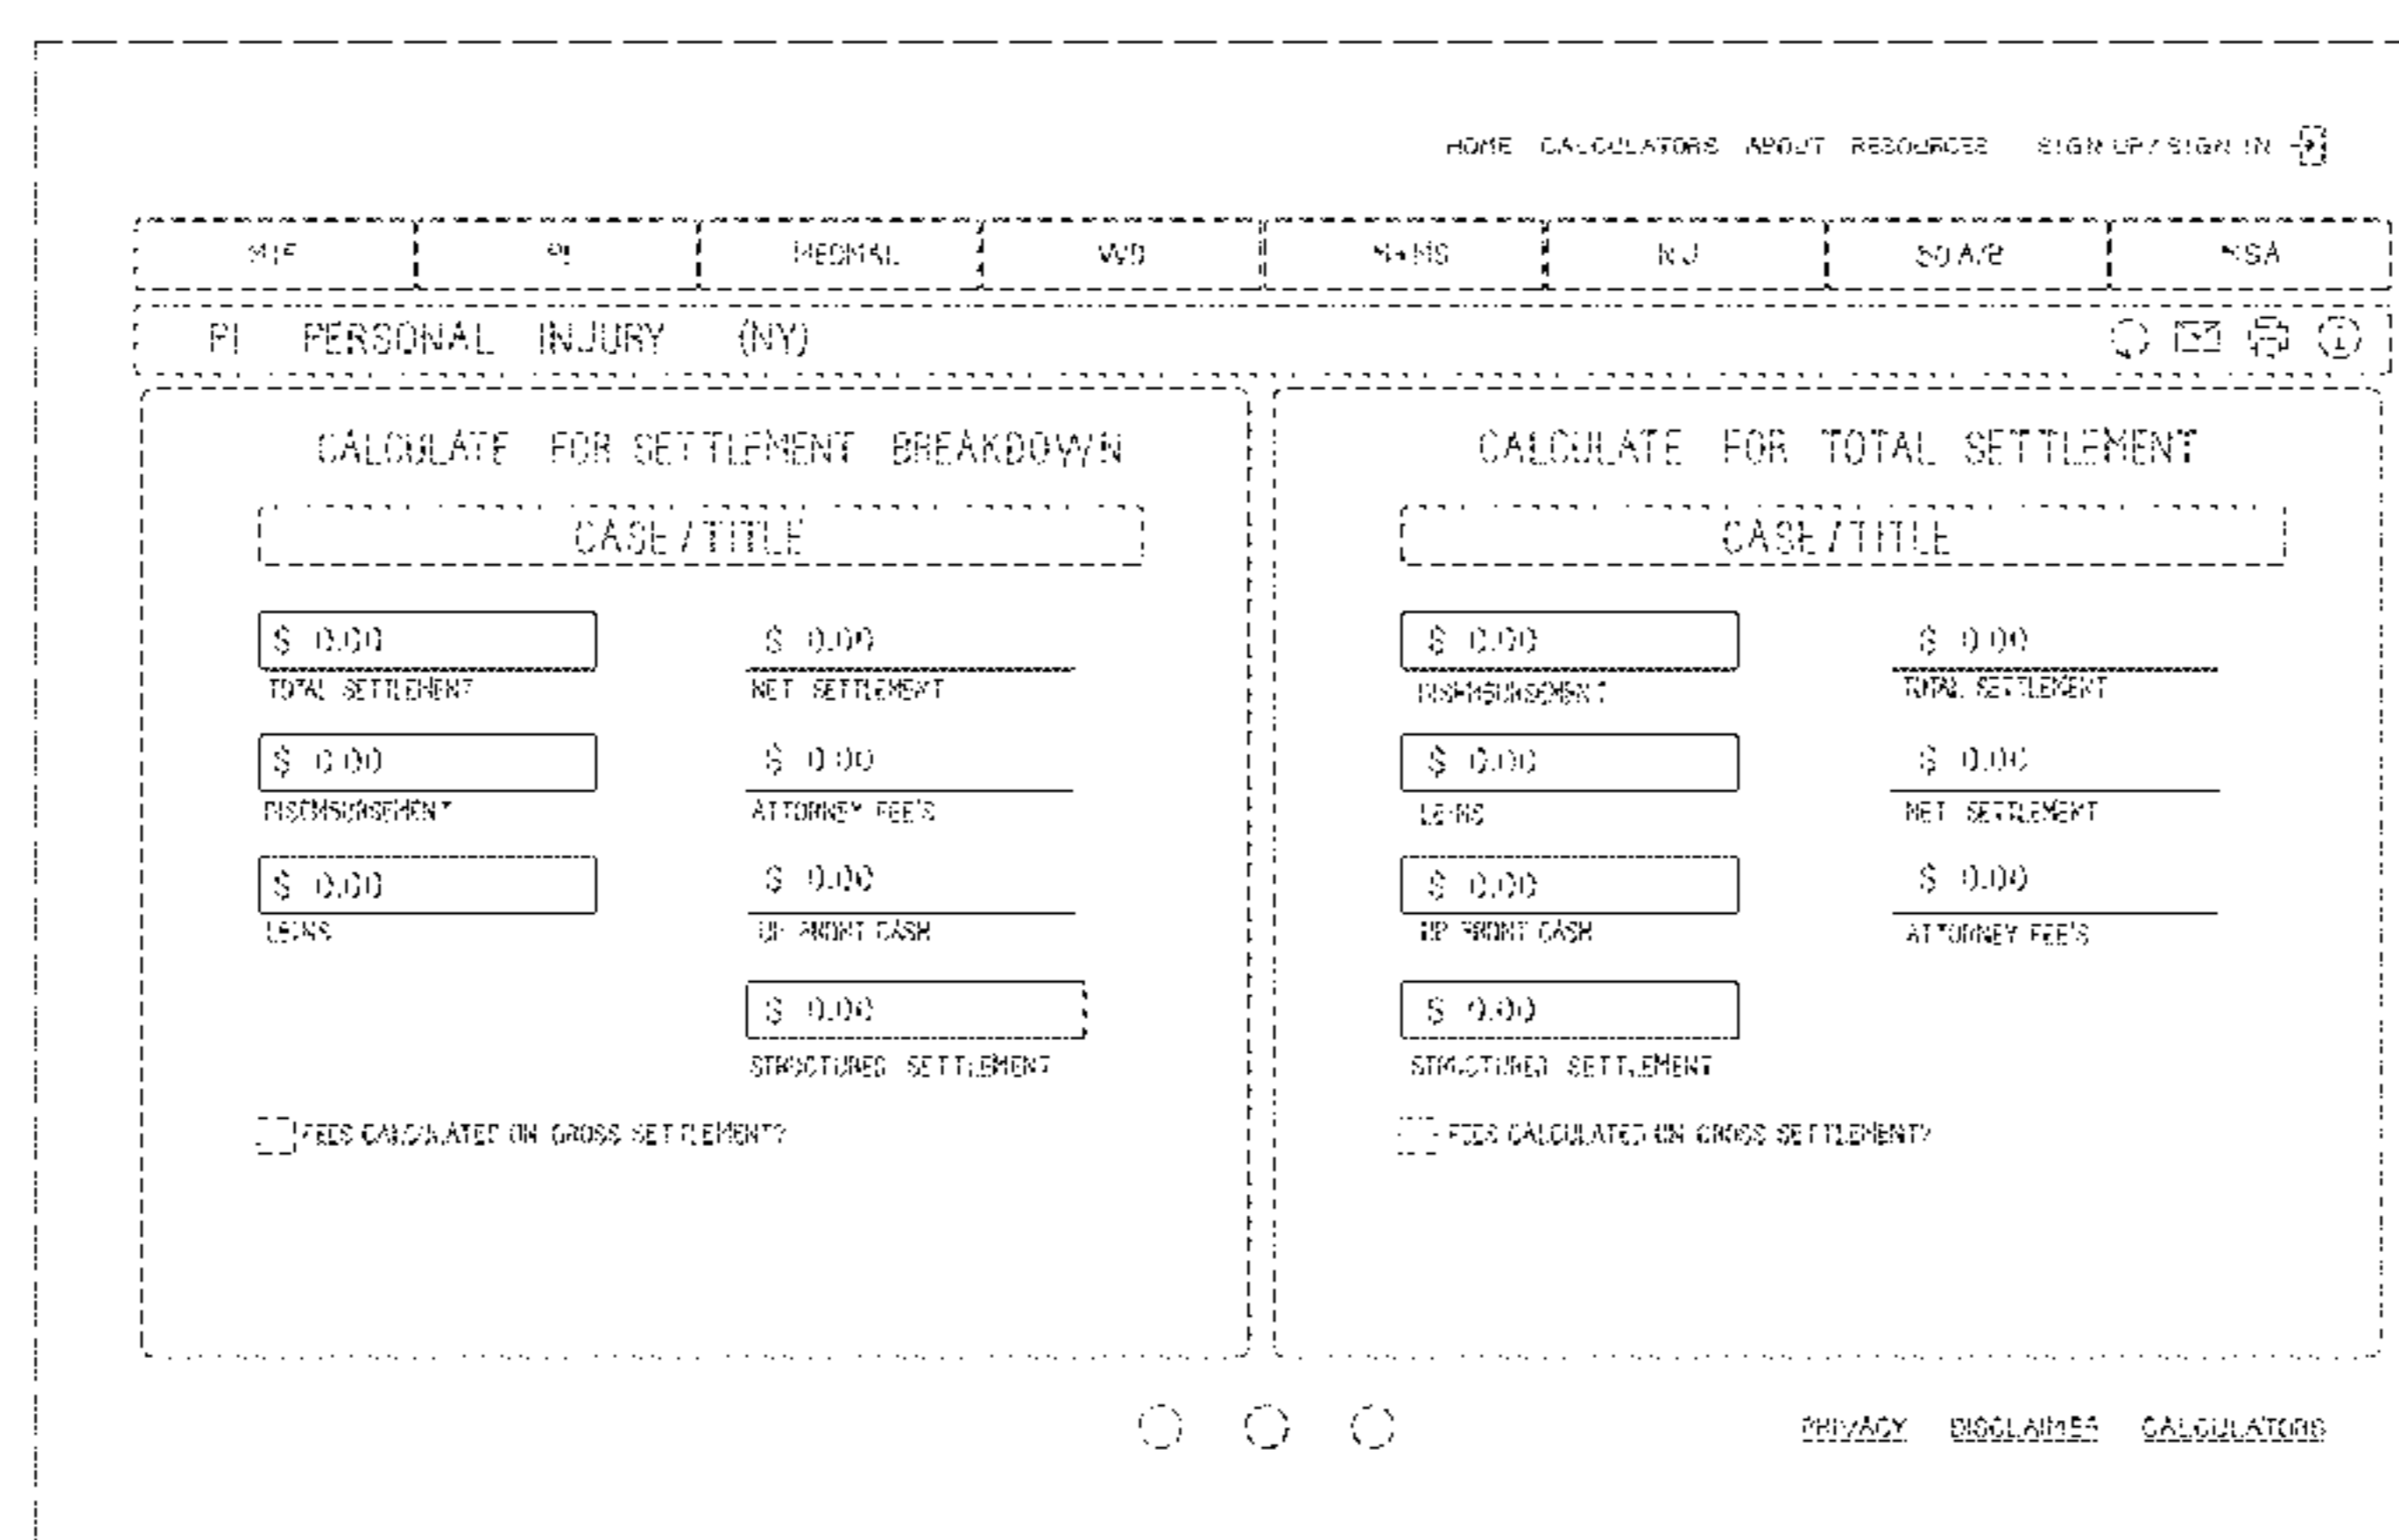 HOME CALCULATORS ABOUT RESOURCES SIGN UP / SIGN IN
PI MEDMAL WD NJ 50 A/B MSA
PI PERSONAL INJURY (NY)
CALCULATE FOR SETTLEMENT BREAKDOWN
CASE / TITLE
$ 0.00 $ 0.00
TOTAL SETTLEMENT NET SETTLEMENT
$ 0.00 $ 0.00
ATTORNEY FEE'S
$ 0.00 $ 0.00
UP FRONT CASH
$ 0.00
STRUCTURED SETTLEMENT
FEES CALCULATED ON GROSS SETTLEMENT?
CALCULATE FOR TOTAL SETTLEMENT
CASE / TITLE
$ 0.00 $ 0.00
TOTAL SETTLEMENT
$ 0.00 $ 0.00
NET SETTLEMENT
$ 0.00 $ 0.00
UP FRONT CASH ATTORNEY FEE'S
$ 0.00
STRUCTURED SETTLEMENT
FEES CALCULATED ON GROSS SETTLEMENT?
PRIVACY DISCLAIMER CALCULATORS